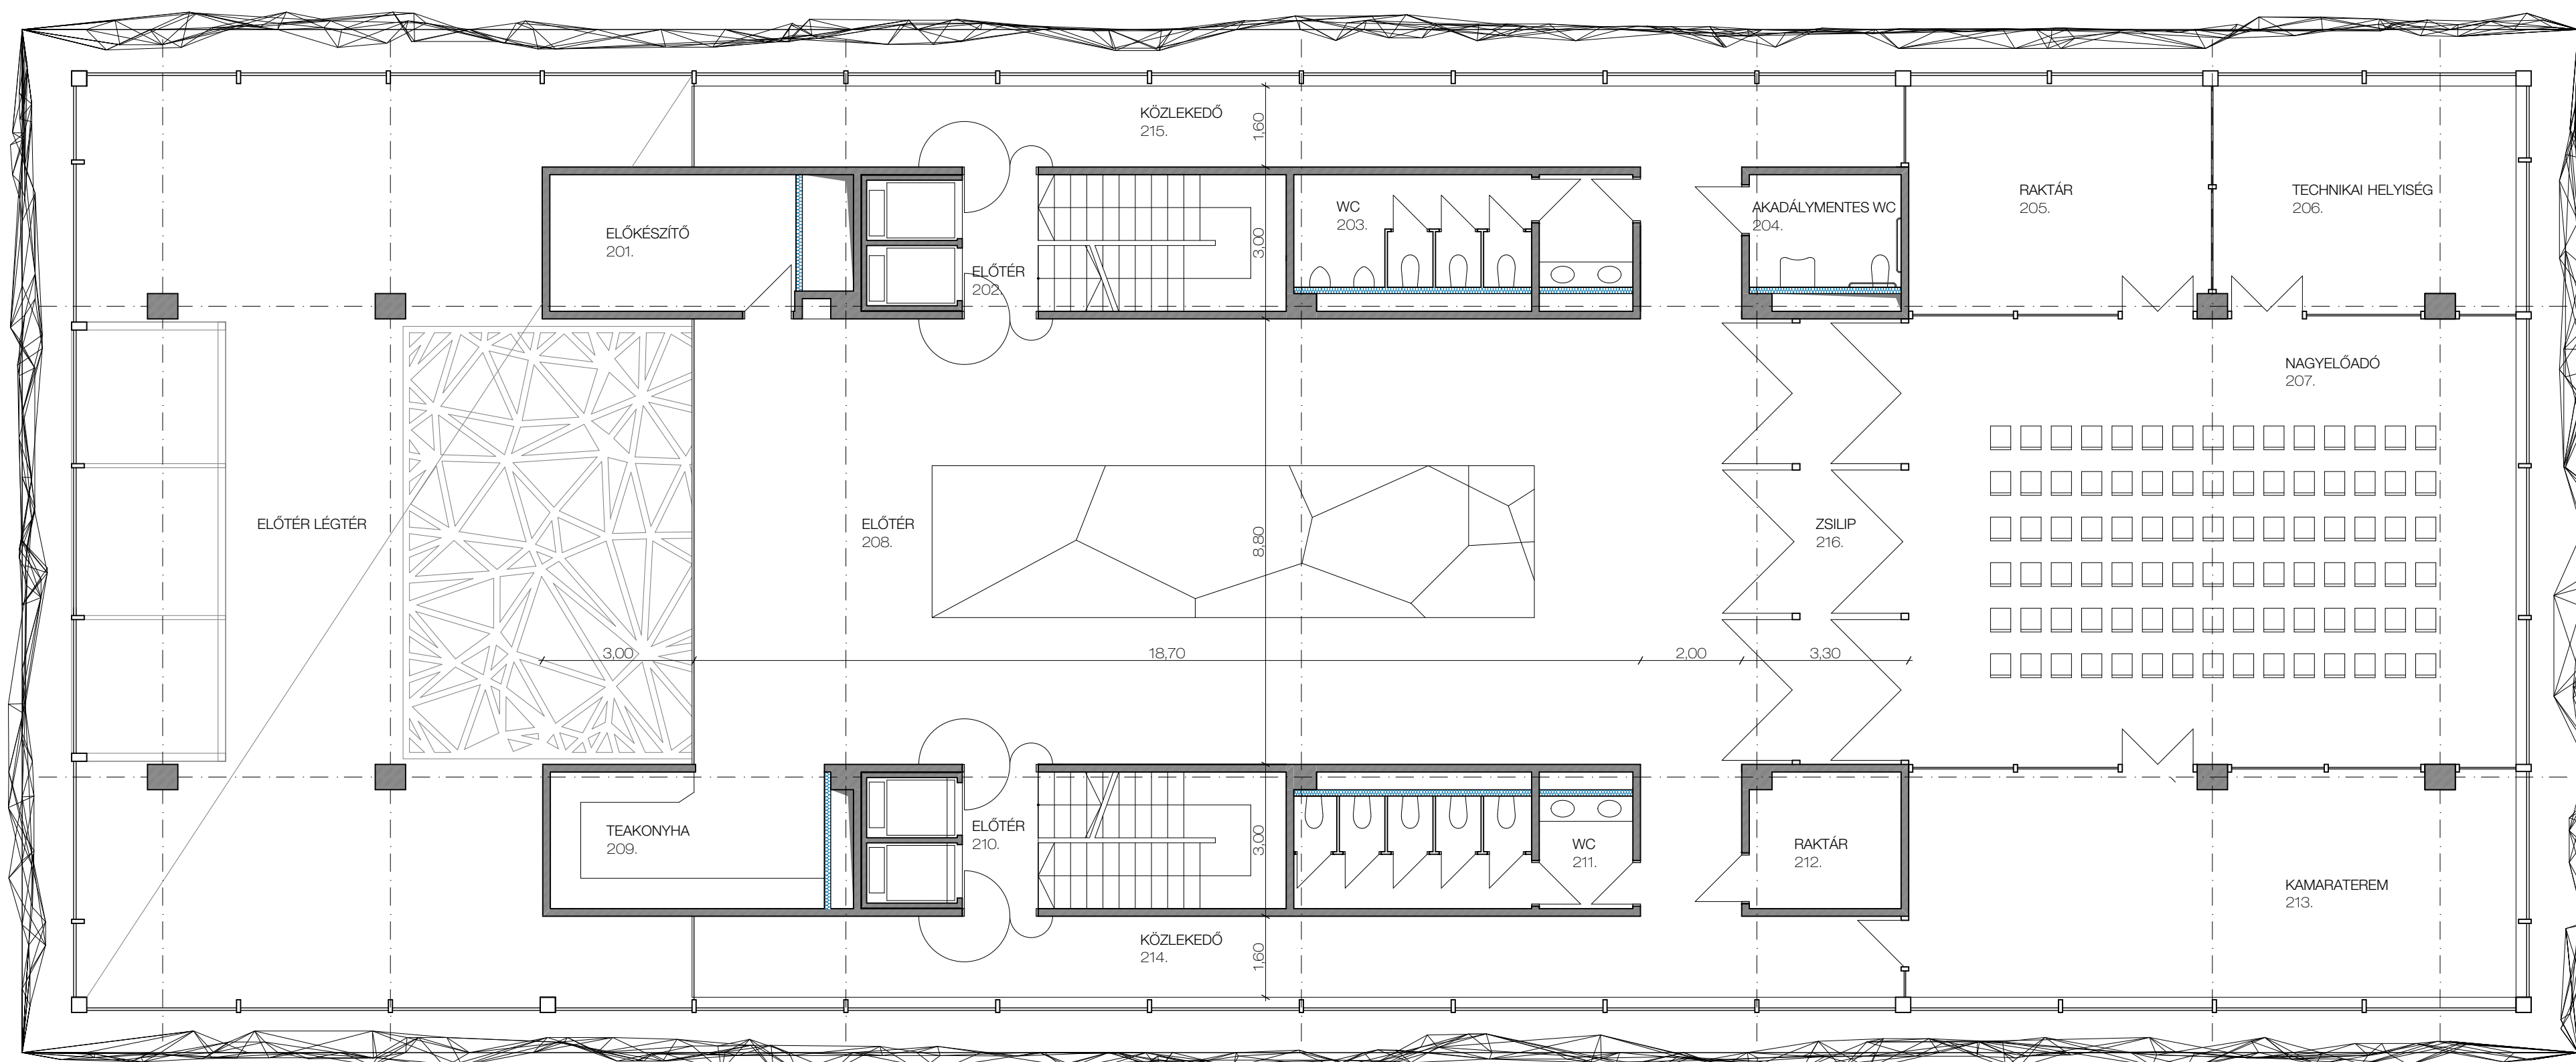 KÖZLEKEDŐ
215.
1,60
ELŐKÉSZÍTŐ
201.
ELŐTÉR
202.
3,00
WC
203.
AKADÁLYMENTES WC
204.
RAKTÁR
205.
TECHNIKAI HELYISÉG
206.
NAGYELŐADÓ
207.
ELŐTÉR LÉGTÉR
ELŐTÉR
208.
8,80
ZSILIP
216.
3,00
18,70
2,00
3,30
TEAKONYHA
209.
ELŐTÉR
210.
3,00
WC
211.
RAKTÁR
212.
KAMARATEREM
213.
KÖZLEKEDŐ
214.
1,60